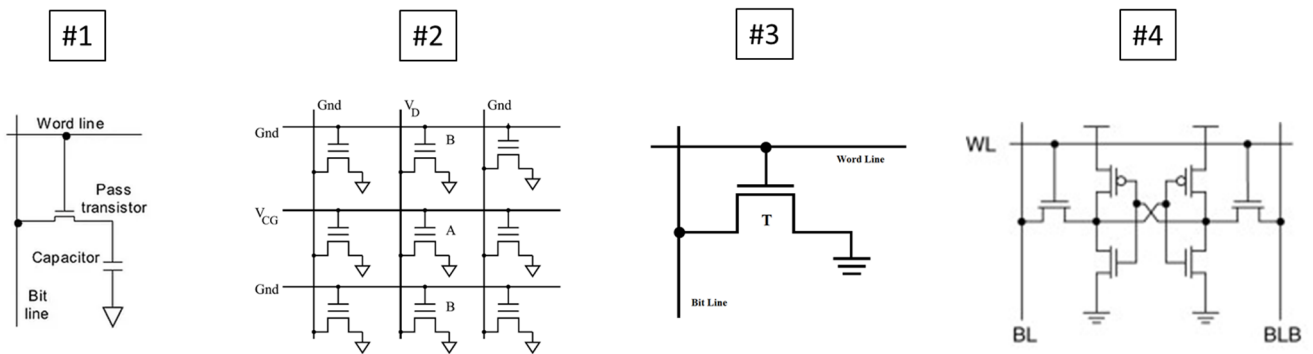 #1
#2
#3
#4
Word line
Pass
transistor
Capacitor
Bit
line
Gnd
V_D
Gnd
Gnd
B
V_CG
A
Gnd
B
Word Line
T
Bit Line
WL
BL
BLB